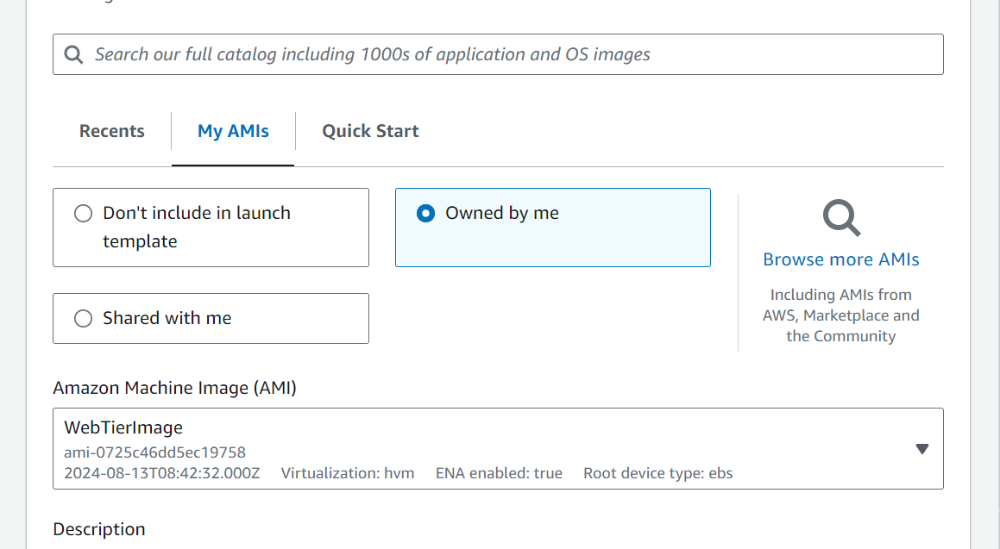 Search our full catalog including 1000s of application and OS images
Recents
My AMIs
Quick Start
Don't include in launch
template
Owned by me
Shared with me
Browse more AMIs
Including AMIs from
AWS, Marketplace and
the Community
Amazon Machine Image (AMI)
WebTierImage
ami-0725c46dd5ec19758
2024-08-13T08:42:32.000Z Virtualization: hvm ENA enabled: true Root device type: ebs
Description